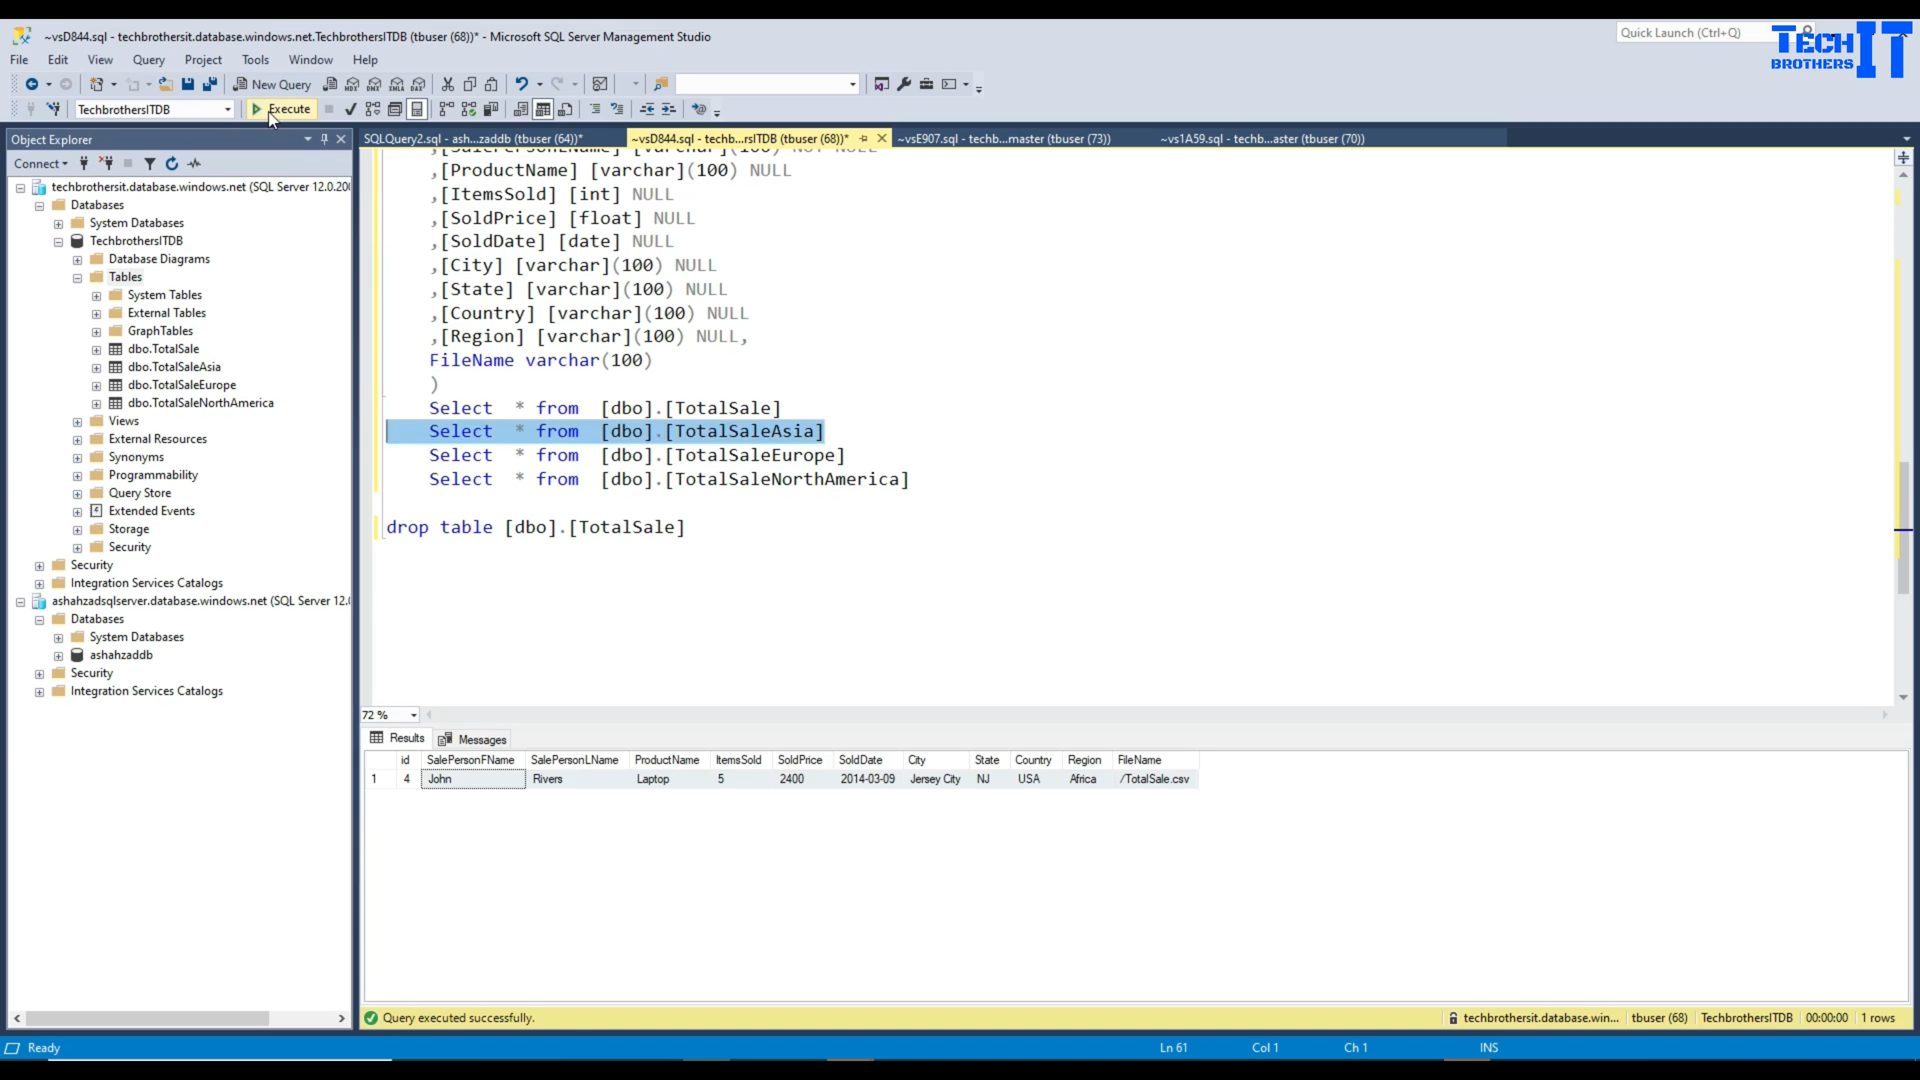 ~vsD844.sql - techbrothersit.database.windows.net.TechbrothersITDB (tbuser (68))* - Microsoft SQL Server Management Studio
Quick Launch (Ctrl+Q)
TECH IT
BROTHERS
File Edit View Query Project Tools Window Help
New Query
TechbrothersITDB
Execute
Object Explorer
SQLQuery2.sql - ash...zaddb (tbuser (64))*
~vsD844.sql - techb...rsITDB (tbuser (68))*
~vsE907.sql - techb...master (tbuser (73))
~vs1A59.sql - techb...aster (tbuser (70))
Connect
techbrothersit.database.windows.net (SQL Server 12.0.200
Databases
System Databases
TechbrothersITDB
Database Diagrams
Tables
System Tables
External Tables
GraphTables
dbo.TotalSale
dbo.TotalSaleAsia
dbo.TotalSaleEurope
dbo.TotalSaleNorthAmerica
Views
External Resources
Synonyms
Programmability
Query Store
Extended Events
Storage
Security
Security
Integration Services Catalogs
ashahzadsqlserver.database.windows.net (SQL Server 12.0
Databases
System Databases
ashahzaddb
Security
Integration Services Catalogs
,[SalePersonLName] [varchar](100) NOT NULL
,[ProductName] [varchar](100) NULL
,[ItemsSold] [int] NULL
,[SoldPrice] [float] NULL
,[SoldDate] [date] NULL
,[City] [varchar](100) NULL
,[State] [varchar](100) NULL
,[Country] [varchar](100) NULL
,[Region] [varchar](100) NULL,
FileName varchar(100)
)
Select * from [dbo].[TotalSale]
Select * from [dbo].[TotalSaleAsia]
Select * from [dbo].[TotalSaleEurope]
Select * from [dbo].[TotalSaleNorthAmerica]
drop table [dbo].[TotalSale]
72 %
Results Messages
id SalePersonFName SalePersonLName ProductName ItemsSold SoldPrice SoldDate City State Country Region FileName
1 4 John Rivers Laptop 5 2400 2014-03-09 Jersey City NJ USA Africa /TotalSale.csv
Query executed successfully.
techbrothersit.database.win... tbuser (68) TechbrothersITDB 00:00:00 1 rows
Ready
Ln 61 Col 1 Ch 1 INS